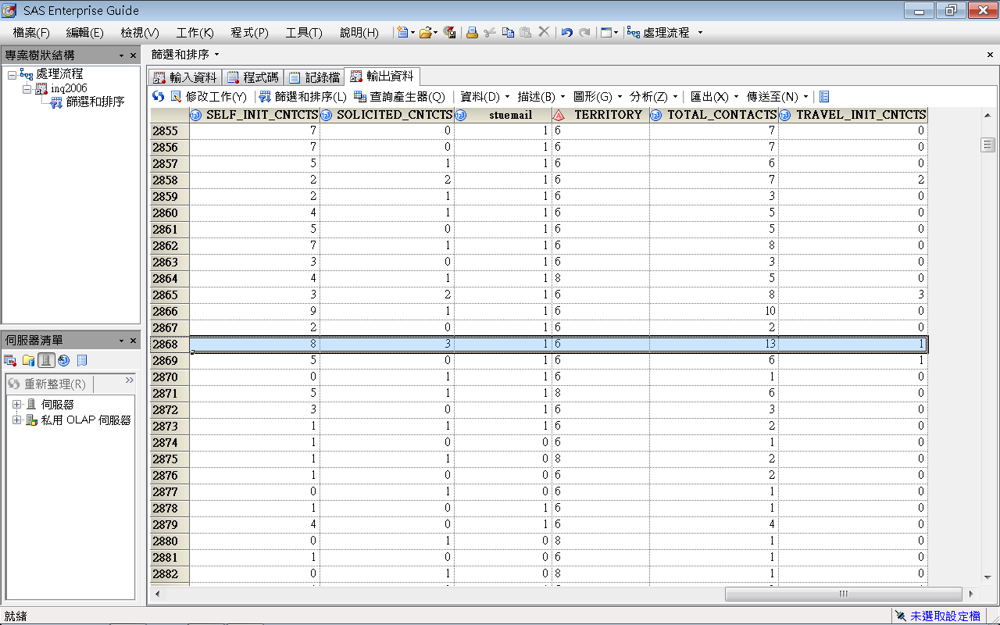 SAS Enterprise Guide
檔案(F) 編輯(E) 檢視(V) 工作(K) 程式(P) 工具(T) 說明(H) 處理流程
專案樹狀結構
處理流程
inq2006
篩選和排序
伺服器清單
重新整理(R)
伺服器
私用 OLAP 伺服器
篩選和排序
輸入資料 程式碼 記錄檔 輸出資料
修改工作(Y) 篩選和排序(L) 查詢產生器(Q) 資料(D) 描述(B) 圖形(G) 分析(Z) 匯出(X) 傳送至(N)
SELF_INIT_CNTCTS SOLICITED_CNTCTS stuemail TERRITORY TOTAL_CONTACTS TRAVEL_INIT_CNTCTS
2855 7 0 1 6 7 0
2856 7 0 1 6 7 0
2857 5 1 1 6 6 0
2858 2 2 1 6 7 2
2859 2 1 1 6 3 0
2860 4 1 1 6 5 0
2861 5 0 1 6 5 0
2862 7 1 1 6 8 0
2863 3 0 1 6 3 0
2864 4 1 1 8 5 0
2865 3 2 1 6 8 3
2866 9 1 1 6 10 0
2867 2 0 1 6 2 0
2868 8 3 1 6 13 1
2869 5 0 1 6 6 1
2870 0 1 1 6 1 0
2871 5 1 1 8 6 0
2872 3 0 1 6 3 0
2873 1 1 1 6 2 0
2874 1 0 0 6 1 0
2875 1 1 0 8 2 0
2876 1 0 0 6 2 0
2877 0 1 0 6 1 0
2878 1 0 1 6 1 0
2879 4 0 1 6 4 0
2880 0 1 0 8 1 0
2881 1 0 0 6 1 0
2882 0 1 0 8 1 0
就緒
未選取設定檔